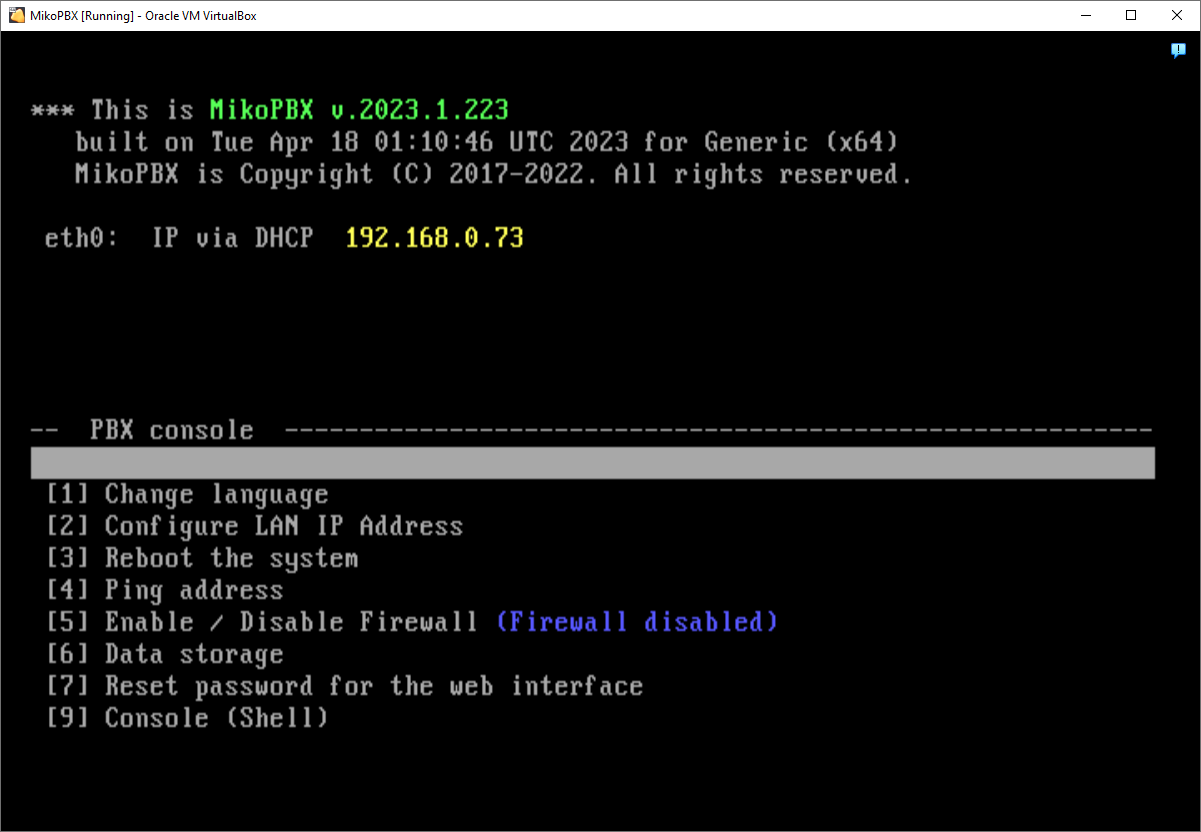 MikoPBX [Running] - Oracle VM VirtualBox
*** This is MikoPBX v.2023.1.223
built on Tue Apr 18 01:10:46 UTC 2023 for Generic (x64)
MikoPBX is Copyright (C) 2017-2022. All rights reserved.
eth0: IP via DHCP 192.168.0.73
-- PBX console ----------------------------------------------------------
[1] Change language
[2] Configure LAN IP Address
[3] Reboot the system
[4] Ping address
[5] Enable / Disable Firewall (Firewall disabled)
[6] Data storage
[7] Reset password for the web interface
[9] Console (Shell)